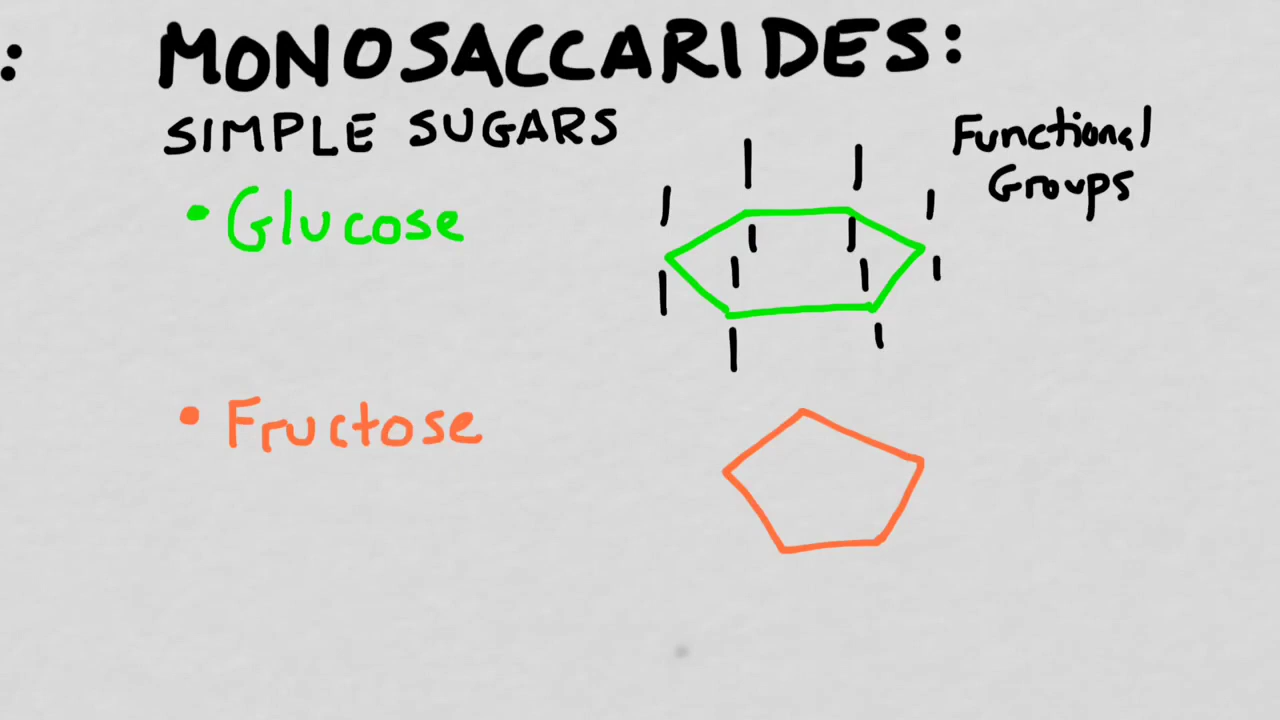 : MONOSACCARIDES:
SIMPLE SUGARS
Functional
Groups
• Glucose
• Fructose